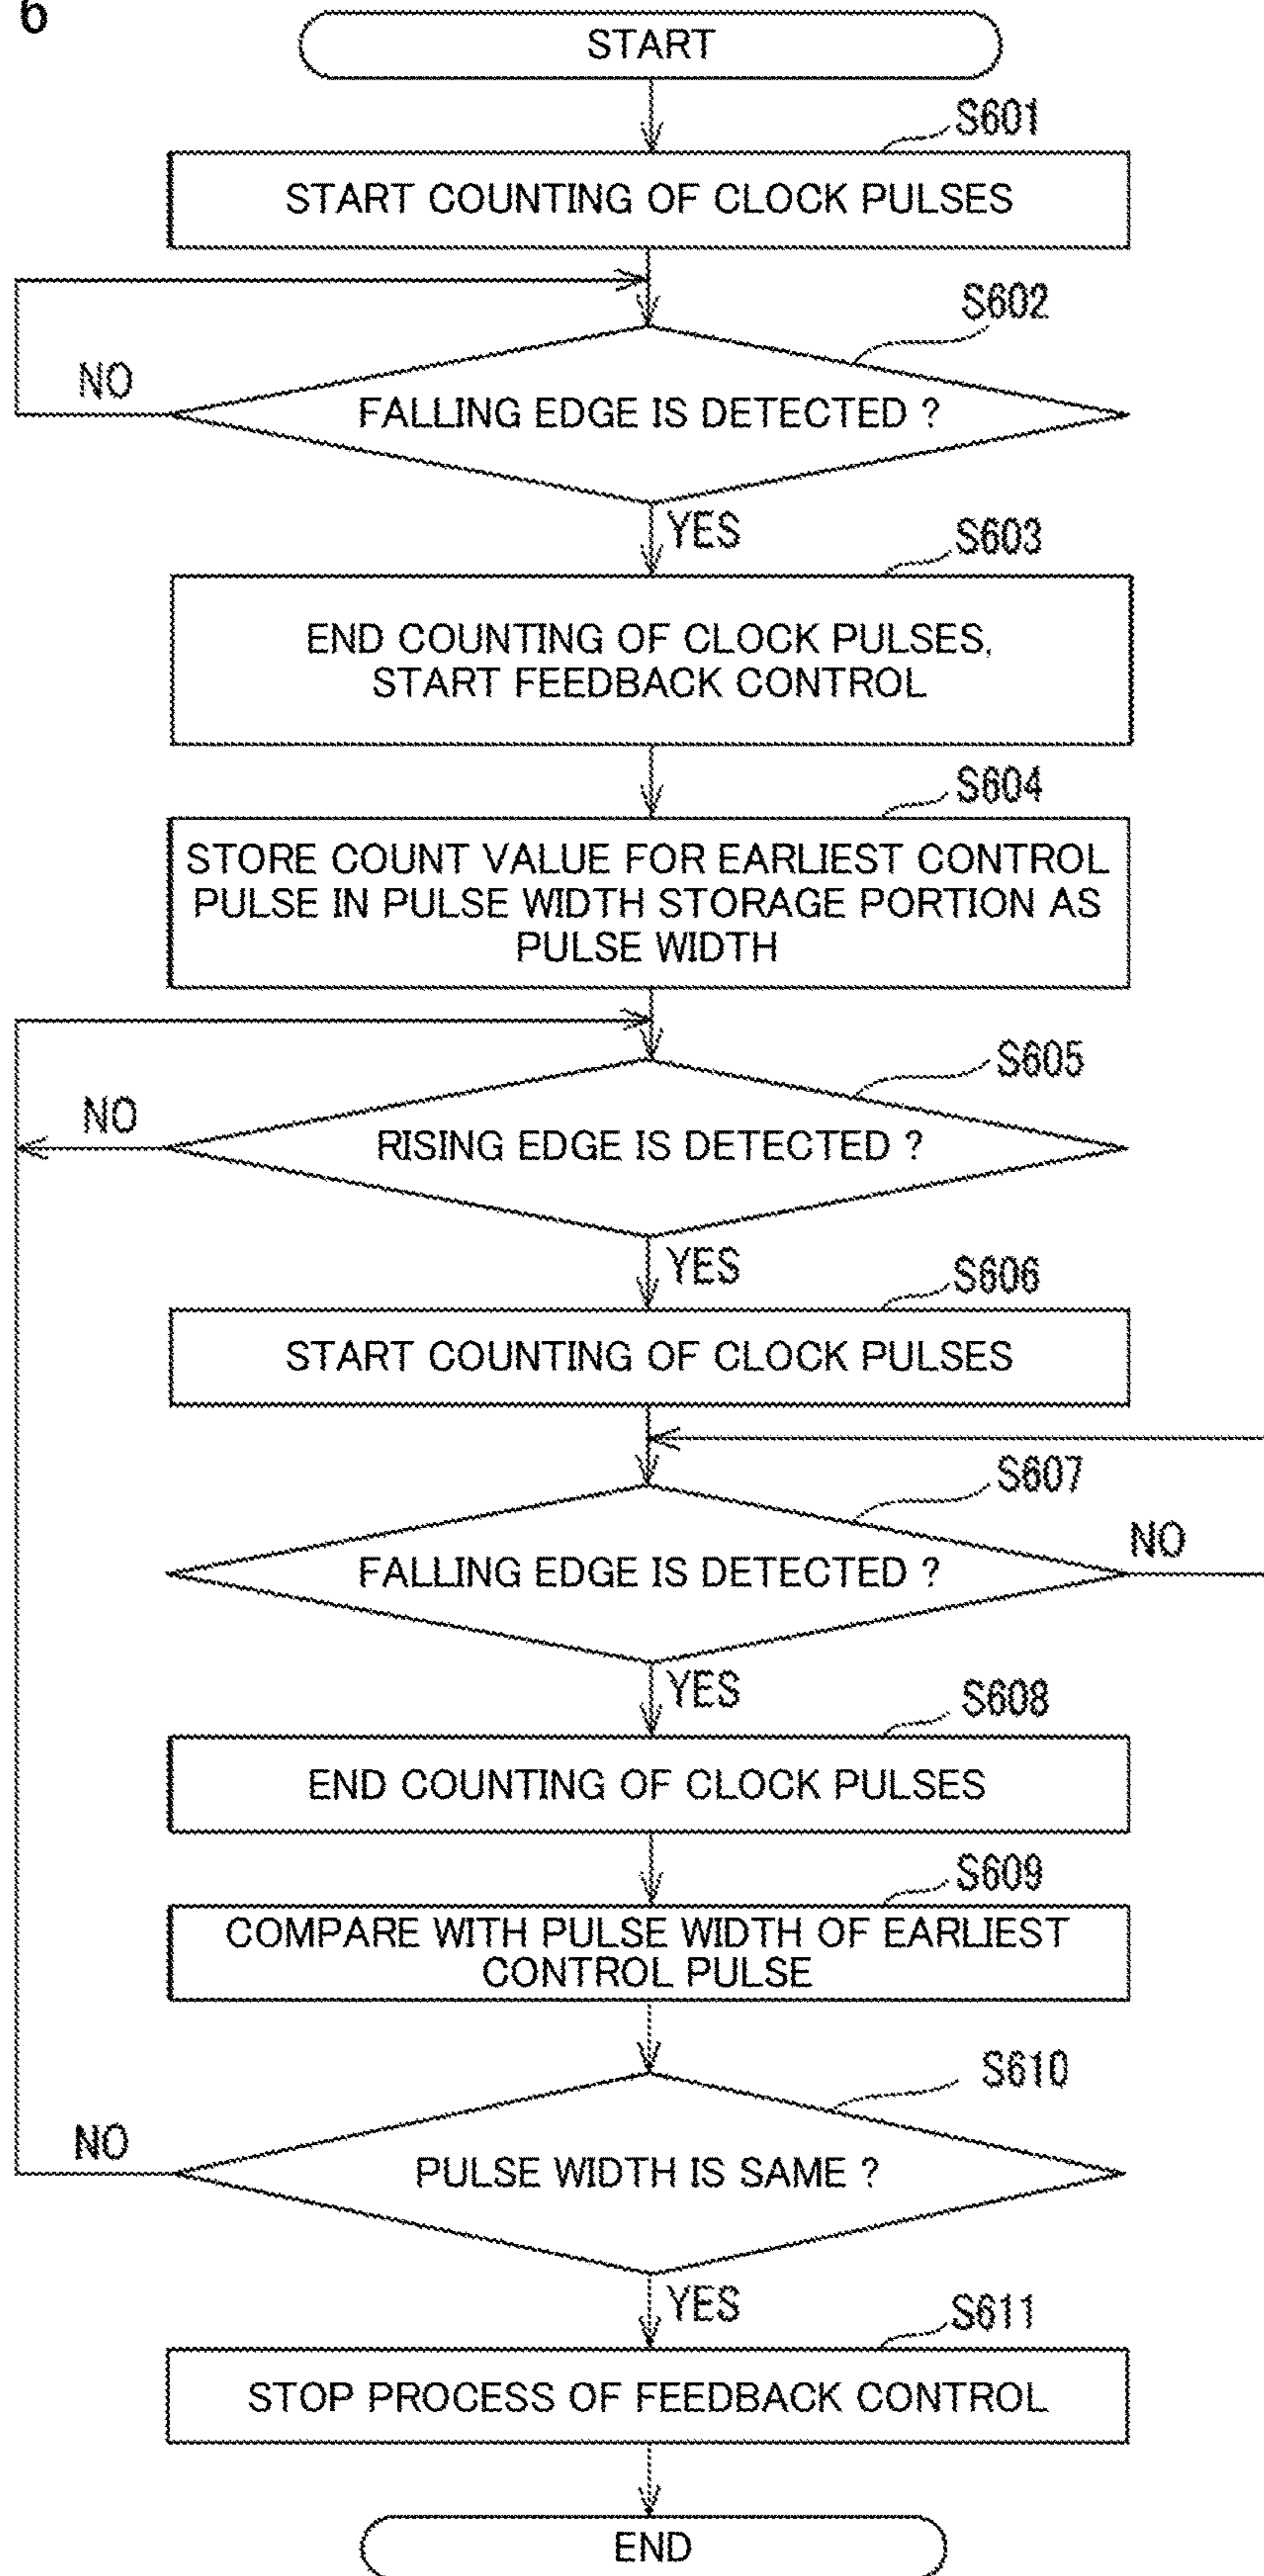 6
START
S601
START COUNTING OF CLOCK PULSES
S602
NO
FALLING EDGE IS DETECTED ?
YES
S603
END COUNTING OF CLOCK PULSES,
START FEEDBACK CONTROL
S604
STORE COUNT VALUE FOR EARLIEST CONTROL
PULSE IN PULSE WIDTH STORAGE PORTION AS
PULSE WIDTH
S605
NO
RISING EDGE IS DETECTED ?
YES
S606
START COUNTING OF CLOCK PULSES
S607
NO
FALLING EDGE IS DETECTED ?
YES
S608
END COUNTING OF CLOCK PULSES
S609
COMPARE WITH PULSE WIDTH OF EARLIEST
CONTROL PULSE
S610
NO
PULSE WIDTH IS SAME ?
YES
S611
STOP PROCESS OF FEEDBACK CONTROL
END